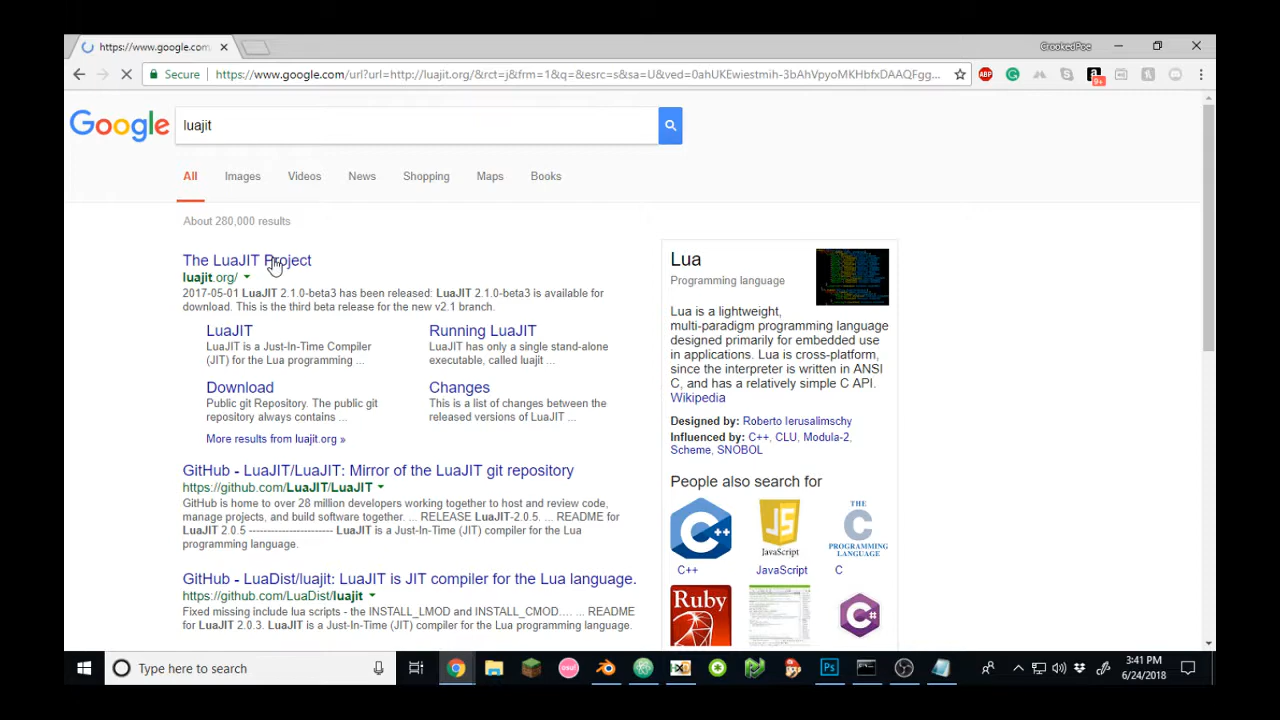 https://www.google.com
CrookedPoe
Secure
https://www.google.com/url?url=http://luajit.org/&rct=j&frm=1&q=&esrc=s&sa=U&ved=0ahUKEwiestmih-3bAhVpyoMKHbfxDAAQFgg...
ABP
9+
Google
luajit
All
Images
Videos
News
Shopping
Maps
Books
About 280,000 results
The LuaJIT Project
luajit.org/
2017-05-01 LuaJIT 2.1.0-beta3 has been released: LuaJIT 2.1.0-beta3 is available for
download. This is the third beta release for the new v2.1 branch.
LuaJIT
LuaJIT is a Just-In-Time Compiler
(JIT) for the Lua programming ...
Running LuaJIT
LuaJIT has only a single stand-alone
executable, called luajit ...
Download
Public git Repository. The public git
repository always contains ...
Changes
This is a list of changes between the
released versions of LuaJIT ...
More results from luajit.org »
GitHub - LuaJIT/LuaJIT: Mirror of the LuaJIT git repository
https://github.com/LuaJIT/LuaJIT
GitHub is home to over 28 million developers working together to host and review code,
manage projects, and build software together. ... RELEASE LuaJIT-2.0.5. ... README for
LuaJIT 2.0.5 ----------------------- LuaJIT is a Just-In-Time (JIT) compiler for the Lua
programming language.
GitHub - LuaDist/luajit: LuaJIT is JIT compiler for the Lua language.
https://github.com/LuaDist/luajit
Fixed missing include lua scripts - the INSTALL_LMOD and INSTALL_CMOD.... ... README
for LuaJIT 2.0.3. LuaJIT is a Just-In-Time (JIT) compiler for the Lua programming language.
Lua
Programming language
Lua is a lightweight,
multi-paradigm programming language
designed primarily for embedded use
in applications. Lua is cross-platform,
since the interpreter is written in ANSI
C, and has a relatively simple C API.
Wikipedia
Designed by: Roberto Ierusalimschy
Influenced by: C++, CLU, Modula-2,
Scheme, SNOBOL
People also search for
C++
JS
JavaScript
THE
C
PROGRAMMING
LANGUAGE
C++
JavaScript
C
Ruby
C#
Type here to search
osu!
Ps
3:41 PM
6/24/2018